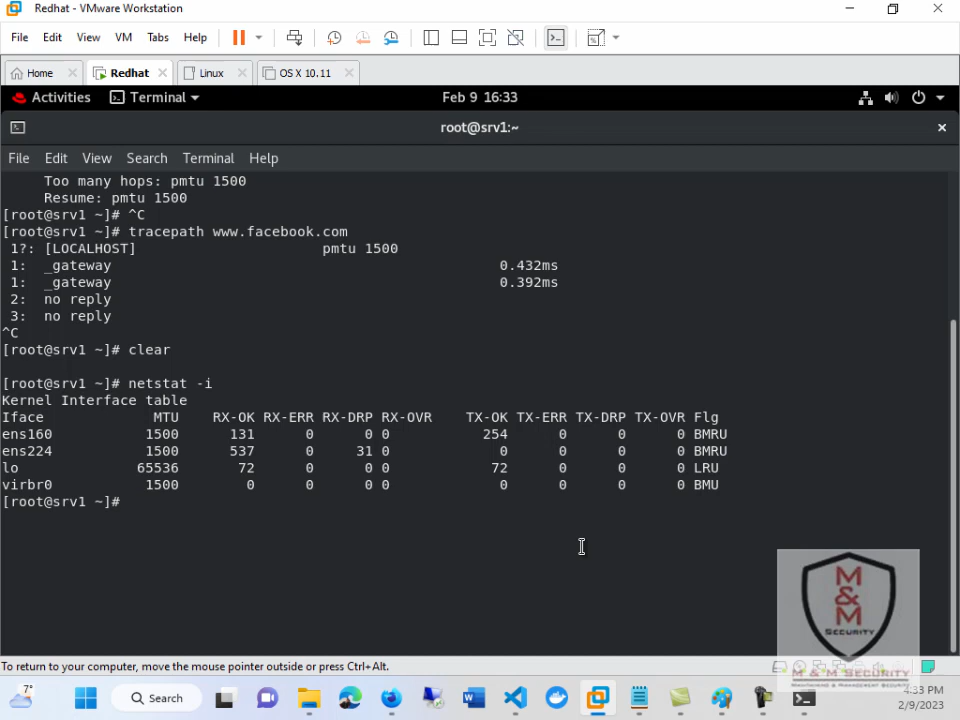 Redhat - VMware Workstation
File Edit View VM Tabs Help
Home Redhat Linux OS X 10.11
Activities Terminal Feb 9 16:33
root@srv1:~
File Edit View Search Terminal Help
Too many hops: pmtu 1500
Resume: pmtu 1500
[root@srv1 ~]# ^C
[root@srv1 ~]# tracepath www.facebook.com
1?: [LOCALHOST] pmtu 1500
1: _gateway 0.432ms
1: _gateway 0.392ms
2: no reply
3: no reply
^C
[root@srv1 ~]# clear
[root@srv1 ~]# netstat -i
Kernel Interface table
Iface MTU RX-OK RX-ERR RX-DRP RX-OVR TX-OK TX-ERR TX-DRP TX-OVR Flg
ens160 1500 131 0 0 0 254 0 0 0 BMRU
ens224 1500 537 0 31 0 0 0 0 0 BMRU
lo 65536 72 0 0 0 72 0 0 0 LRU
virbr0 1500 0 0 0 0 0 0 0 0 BMU
[root@srv1 ~]#
M
&
M
SECURITY
To return to your computer, move the mouse pointer outside or press Ctrl+Alt.
M & M SECURITY
7°
Search
4:33 PM
2/9/2023